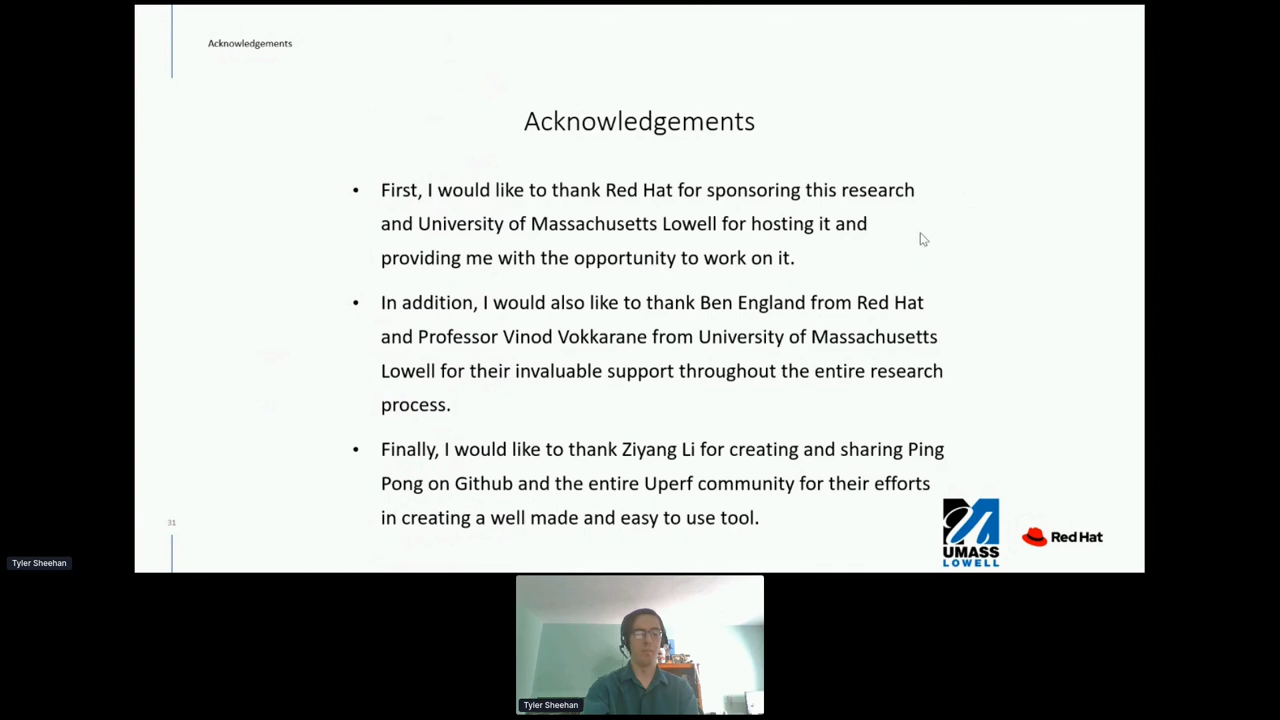 Acknowledgements
Acknowledgements
• First, I would like to thank Red Hat for sponsoring this research
and University of Massachusetts Lowell for hosting it and
providing me with the opportunity to work on it.
• In addition, I would also like to thank Ben England from Red Hat
and Professor Vinod Vokkarane from University of Massachusetts
Lowell for their invaluable support throughout the entire research
process.
• Finally, I would like to thank Ziyang Li for creating and sharing Ping
Pong on Github and the entire Uperf community for their efforts
in creating a well made and easy to use tool.
31
UMASS
LOWELL
Red Hat
Tyler Sheehan
Tyler Sheehan